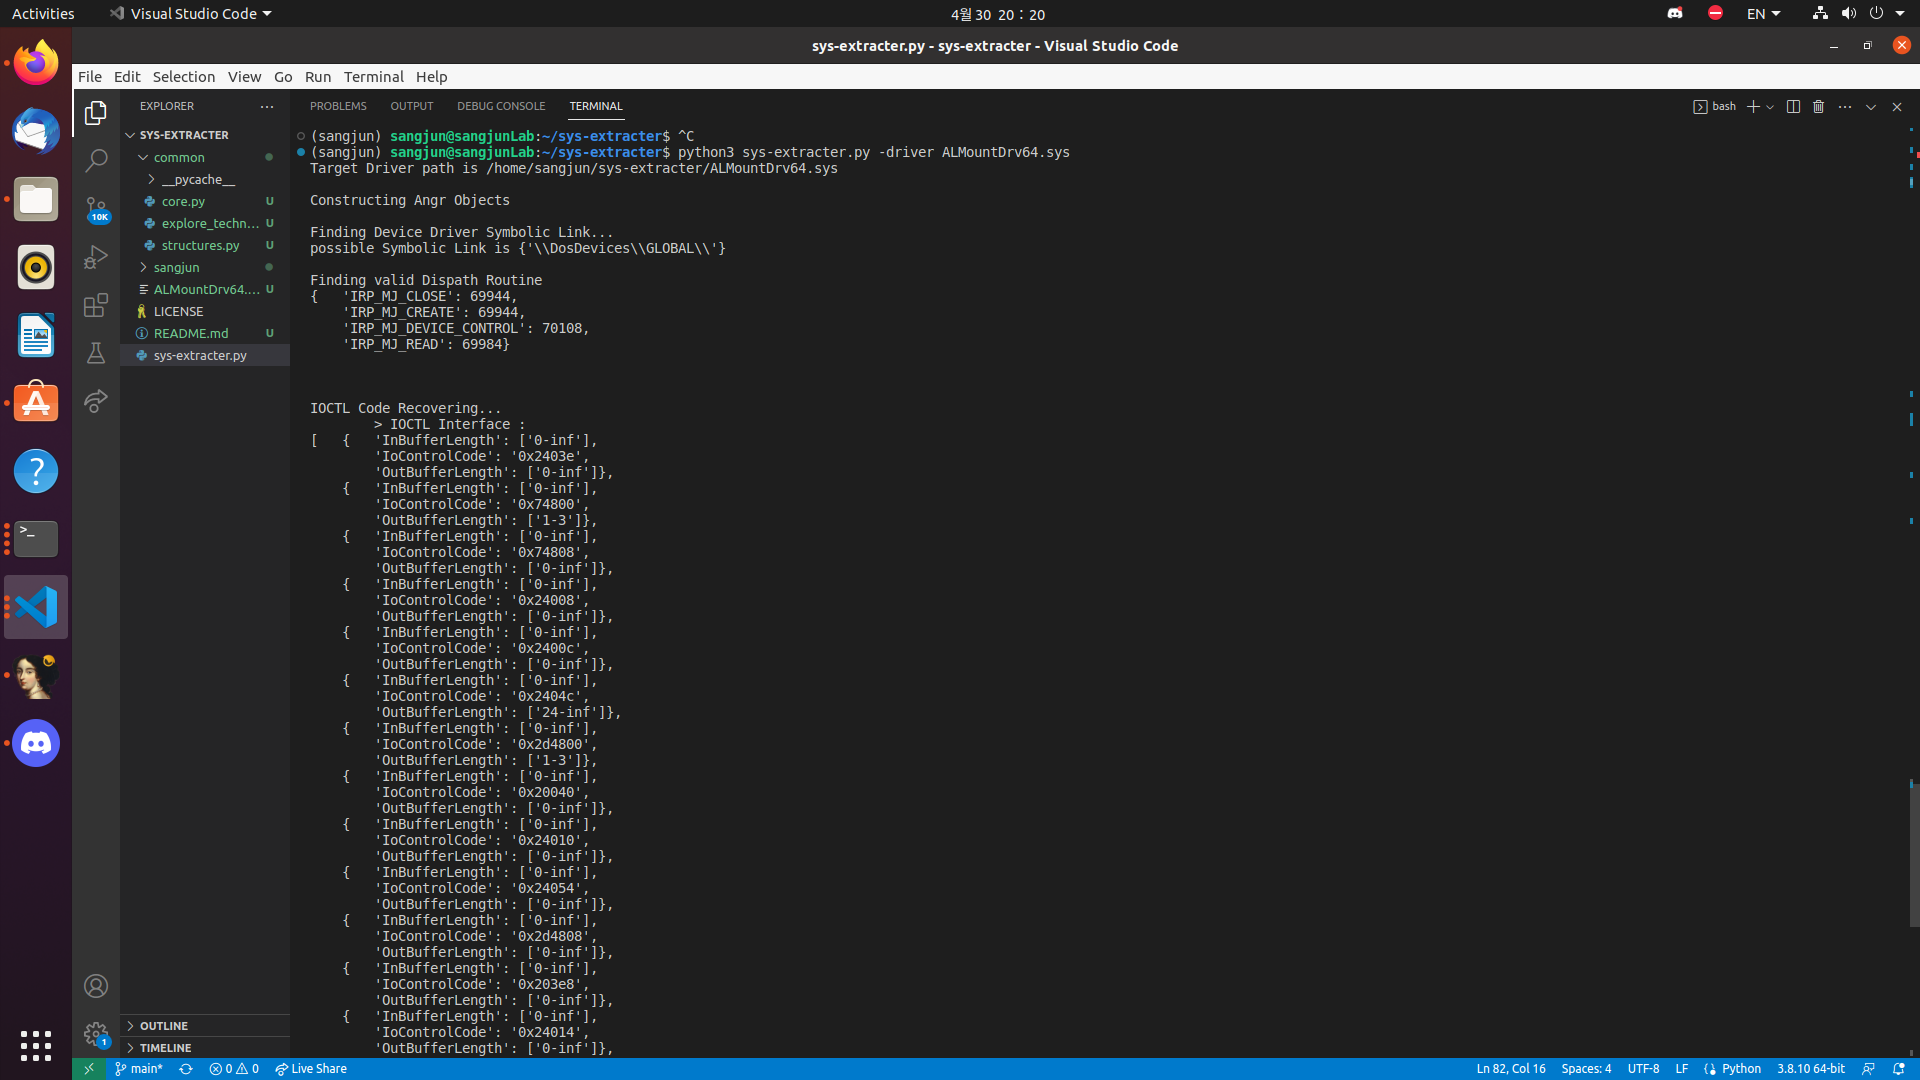 Activities
Visual Studio Code
4월 30 20 : 20
EN
sys-extracter.py - sys-extracter - Visual Studio Code
File Edit Selection View Go Run Terminal Help
EXPLORER
SYS-EXTRACTER
common
__pycache__
core.py U
explore_techn... U
structures.py U
sangjun
ALMountDrv64.... U
LICENSE
README.md U
sys-extracter.py
OUTLINE
TIMELINE
10K
1
PROBLEMS OUTPUT DEBUG CONSOLE TERMINAL
bash
(sangjun) sangjun@sangjunLab:~/sys-extracter$ ^C
(sangjun) sangjun@sangjunLab:~/sys-extracter$ python3 sys-extracter.py -driver ALMountDrv64.sys
Target Driver path is /home/sangjun/sys-extracter/ALMountDrv64.sys
Constructing Angr Objects
Finding Device Driver Symbolic Link...
possible Symbolic Link is {'\\DosDevices\\GLOBAL\\'}
Finding valid Dispath Routine
{   'IRP_MJ_CLOSE': 69944,
    'IRP_MJ_CREATE': 69944,
    'IRP_MJ_DEVICE_CONTROL': 70108,
    'IRP_MJ_READ': 69984}
IOCTL Code Recovering...
        > IOCTL Interface :
[   {   'InBufferLength': ['0-inf'],
        'IoControlCode': '0x2403e',
        'OutBufferLength': ['0-inf']},
    {   'InBufferLength': ['0-inf'],
        'IoControlCode': '0x74800',
        'OutBufferLength': ['1-3']},
    {   'InBufferLength': ['0-inf'],
        'IoControlCode': '0x74808',
        'OutBufferLength': ['0-inf']},
    {   'InBufferLength': ['0-inf'],
        'IoControlCode': '0x24008',
        'OutBufferLength': ['0-inf']},
    {   'InBufferLength': ['0-inf'],
        'IoControlCode': '0x2400c',
        'OutBufferLength': ['0-inf']},
    {   'InBufferLength': ['0-inf'],
        'IoControlCode': '0x2404c',
        'OutBufferLength': ['24-inf']},
    {   'InBufferLength': ['0-inf'],
        'IoControlCode': '0x2d4800',
        'OutBufferLength': ['1-3']},
    {   'InBufferLength': ['0-inf'],
        'IoControlCode': '0x20040',
        'OutBufferLength': ['0-inf']},
    {   'InBufferLength': ['0-inf'],
        'IoControlCode': '0x24010',
        'OutBufferLength': ['0-inf']},
    {   'InBufferLength': ['0-inf'],
        'IoControlCode': '0x24054',
        'OutBufferLength': ['0-inf']},
    {   'InBufferLength': ['0-inf'],
        'IoControlCode': '0x2d4808',
        'OutBufferLength': ['0-inf']},
    {   'InBufferLength': ['0-inf'],
        'IoControlCode': '0x203e8',
        'OutBufferLength': ['0-inf']},
    {   'InBufferLength': ['0-inf'],
        'IoControlCode': '0x24014',
        'OutBufferLength': ['0-inf']},
main* 0 0 Live Share
Ln 82, Col 16 Spaces: 4 UTF-8 LF Python 3.8.10 64-bit